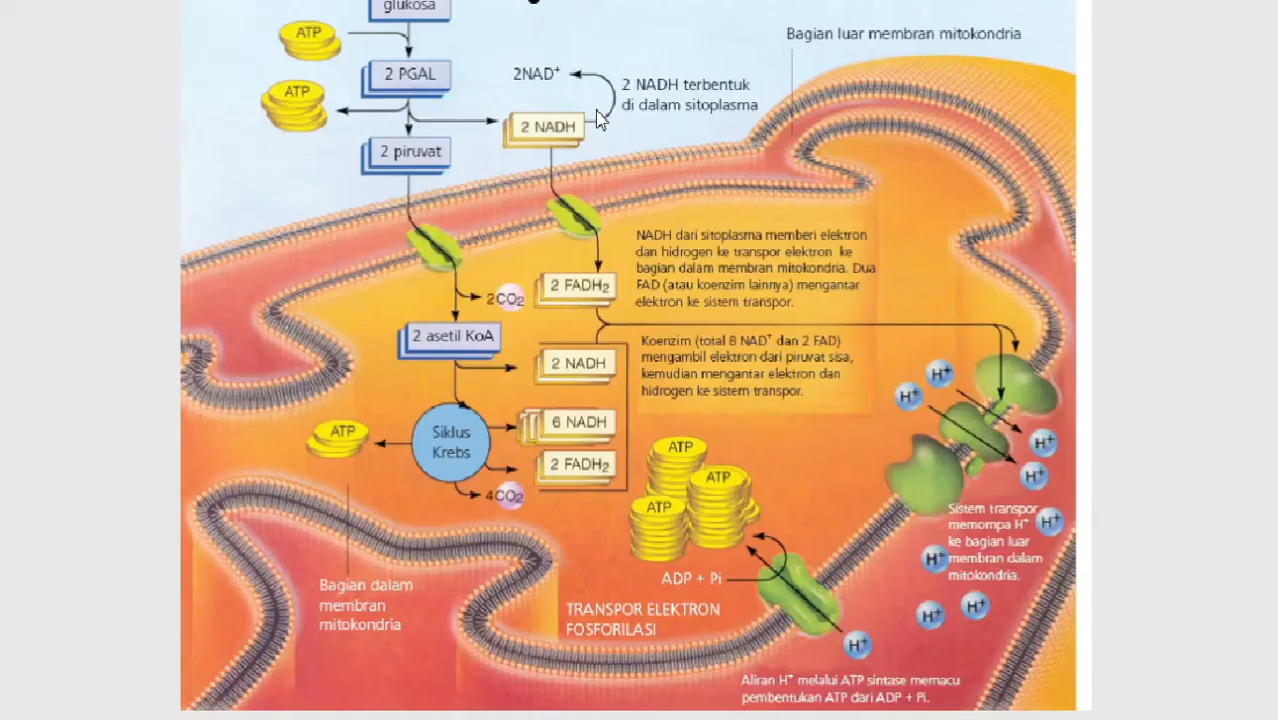 glukosa
ATP
2 PGAL
ATP
2 piruvat
2NAD⁺
2 NADH terbentuk
di dalam sitoplasma
2 NADH
Bagian luar membran mitokondria
NADH dari sitoplasma memberi elektron
dan hidrogen ke transpor elektron ke
bagian dalam membran mitokondria. Dua
FAD (atau koenzim lainnya) mengantar
elektron ke sistem transpor.
2 FADH₂
2CO₂
2 asetil KoA
Koenzim (total 8 NAD⁺ dan 2 FAD)
mengambil elektron dari piruvat sisa,
kemudian mengantar elektron dan
hidrogen ke sistem transpor.
2 NADH
6 NADH
2 FADH₂
Siklus
Krebs
ATP
4CO₂
H⁺
H⁺
H⁺
H⁺
ATP
ATP
ATP
Sistem transpor
memompa H⁺
ke bagian luar
membran dalam
mitokondria.
H⁺
H⁺
H⁺
H⁺
ADP + Pi
Bagian dalam
membran
mitokondria
TRANSPOR ELEKTRON
FOSFORILASI
H⁺
Aliran H⁺ melalui ATP sintase memacu
pembentukan ATP dari ADP + Pi.